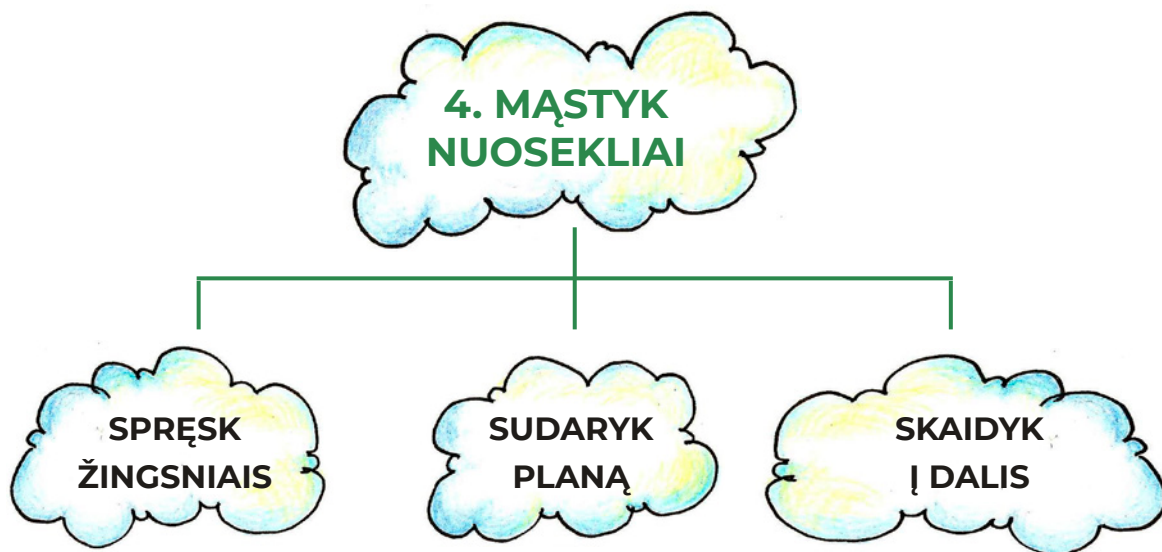 4. MĄSTYK
NUOSEKLIAI
SPRĘSK
ŽINGSNIAIS
SUDARYK
PLANĄ
SKAIDYK
Į DALIS